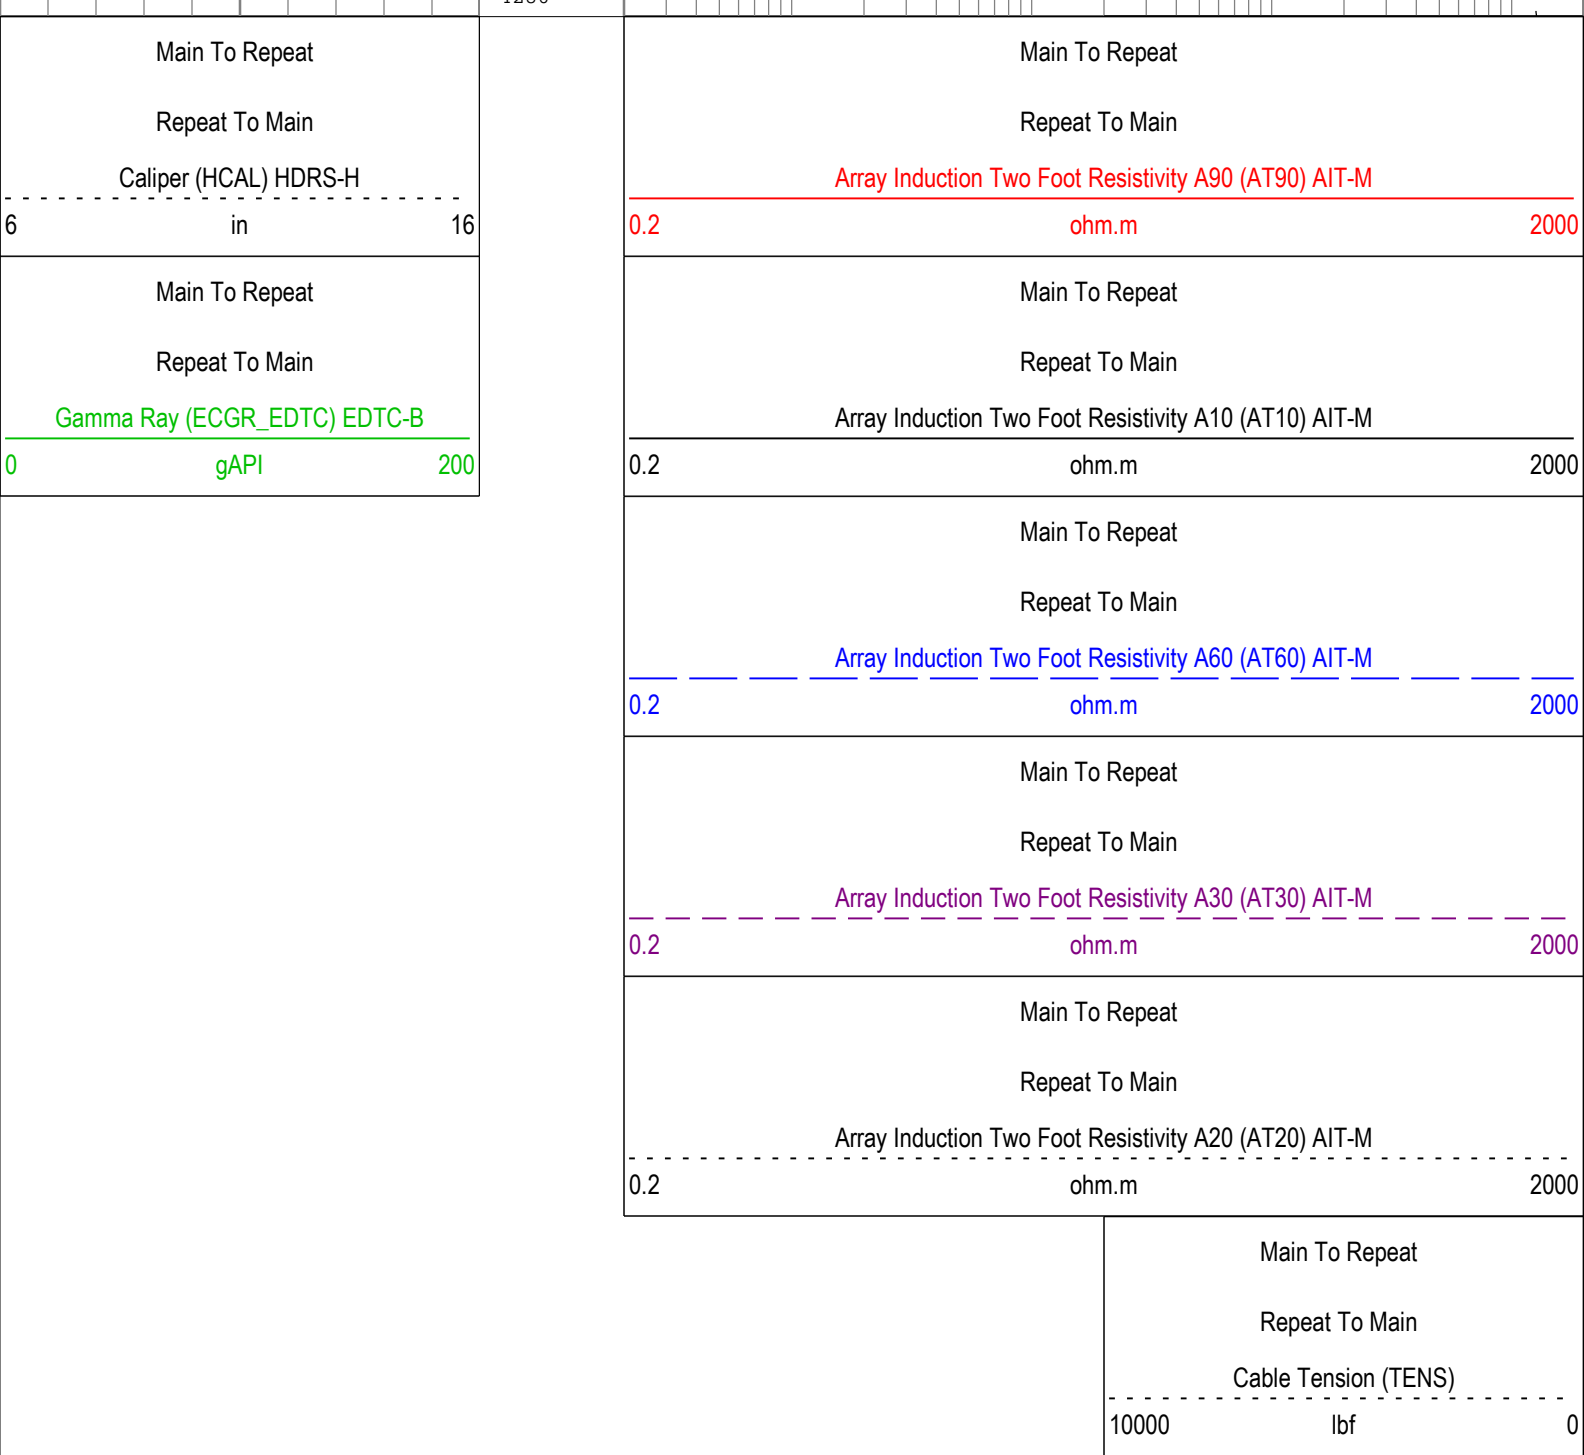 Main To Repeat
Repeat To Main
Caliper (HCAL) HDRS-H
6 in 16
Main To Repeat
Repeat To Main
Gamma Ray (ECGR_EDTC) EDTC-B
0 gAPI 200
Main To Repeat
Repeat To Main
Array Induction Two Foot Resistivity A90 (AT90) AIT-M
0.2 ohm.m 2000
Main To Repeat
Repeat To Main
Array Induction Two Foot Resistivity A10 (AT10) AIT-M
0.2 ohm.m 2000
Main To Repeat
Repeat To Main
Array Induction Two Foot Resistivity A60 (AT60) AIT-M
0.2 ohm.m 2000
Main To Repeat
Repeat To Main
Array Induction Two Foot Resistivity A30 (AT30) AIT-M
0.2 ohm.m 2000
Main To Repeat
Repeat To Main
Array Induction Two Foot Resistivity A20 (AT20) AIT-M
0.2 ohm.m 2000
Main To Repeat
Repeat To Main
Cable Tension (TENS)
10000 lbf 0